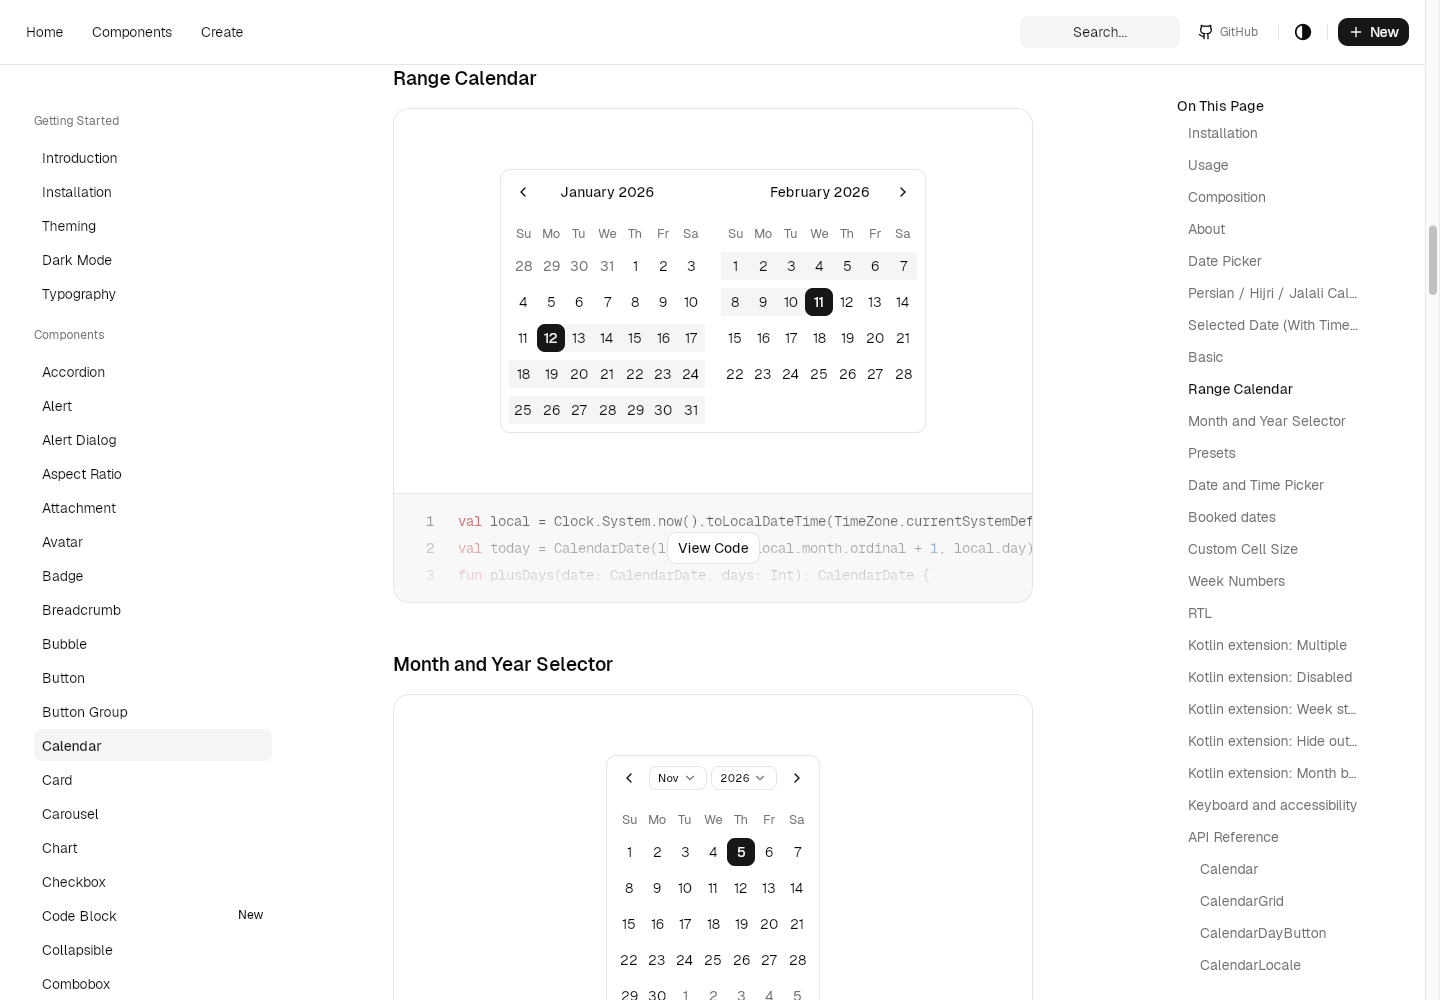 Home Components Create Search... GitHub New
Getting Started
Introduction
Installation
Theming
Dark Mode
Typography
Components
Accordion
Alert
Alert Dialog
Aspect Ratio
Attachment
Avatar
Badge
Breadcrumb
Bubble
Button
Button Group
Calendar
Card
Carousel
Chart
Checkbox
Code Block New
Collapsible
Combobox
Range Calendar
January 2026
Su Mo Tu We Th Fr Sa
28 29 30 31 1 2 3
4 5 6 7 8 9 10
11 12 13 14 15 16 17
18 19 20 21 22 23 24
25 26 27 28 29 30 31
February 2026
Su Mo Tu We Th Fr Sa
1 2 3 4 5 6 7
8 9 10 11 12 13 14
15 16 17 18 19 20 21
22 23 24 25 26 27 28
1 val local = Clock.System.now().toLocalDateTime(TimeZone.currentSystemDef
2 val today = CalendarDate(l ocal.month.ordinal + 1, local.day)
View Code
3 fun plusDays(date: CalendarDate, days: Int): CalendarDate {
Month and Year Selector
Nov 2026
Su Mo Tu We Th Fr Sa
1 2 3 4 5 6 7
8 9 10 11 12 13 14
15 16 17 18 19 20 21
22 23 24 25 26 27 28
29 30 1 2 3 4 5
On This Page
Installation
Usage
Composition
About
Date Picker
Persian / Hijri / Jalali Cal...
Selected Date (With Time...
Basic
Range Calendar
Month and Year Selector
Presets
Date and Time Picker
Booked dates
Custom Cell Size
Week Numbers
RTL
Kotlin extension: Multiple
Kotlin extension: Disabled
Kotlin extension: Week st...
Kotlin extension: Hide out...
Kotlin extension: Month b...
Keyboard and accessibility
API Reference
Calendar
CalendarGrid
CalendarDayButton
CalendarLocale